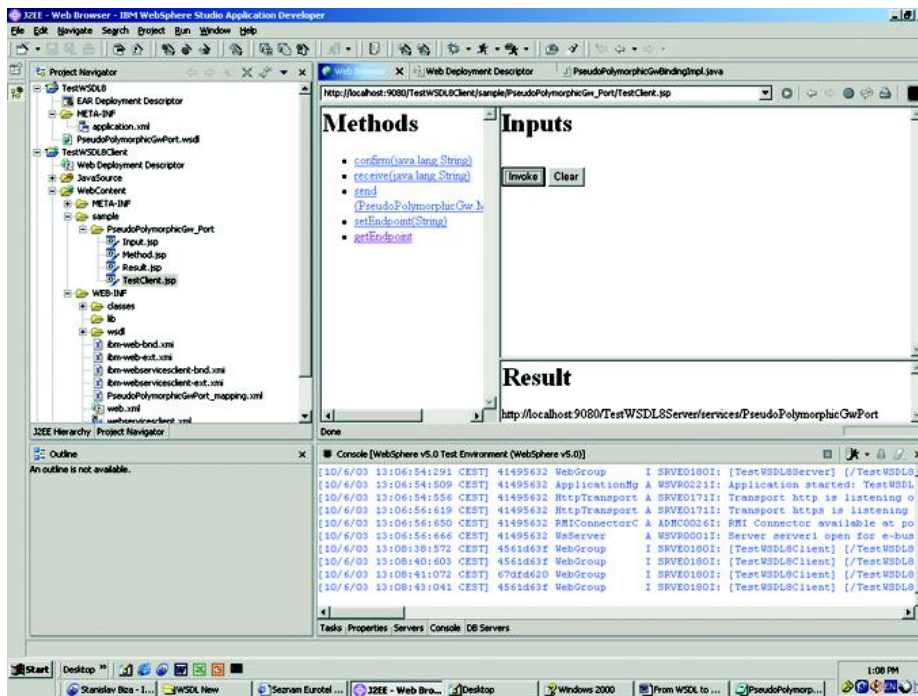 J2EE - Web Browser - IBM WebSphere Studio Application Developer
File Edit Navigate Search Project Run Window Help
Project Navigator
TestWSDL8
EAR Deployment Descriptor
META-INF
application.xml
PseudoPolymorphicGwPort.wsdl
TestWSDL8Client
Web Deployment Descriptor
JavaSource
WebContent
META-INF
sample
PseudoPolymorphicGw_Port
Input.jsp
Method.jsp
Result.jsp
TestClient.jsp
WEB-INF
classes
lib
wsdl
ibm-web-bnd.xmi
ibm-web-ext.xmi
ibm-webservicesclient-bnd.xmi
ibm-webservicesclient-ext.xmi
PseudoPolymorphicGwPort_mapping.xml
web.xml
webservicesclient.xml
J2EE Hierarchy Project Navigator
Web Browser Web Deployment Descriptor PseudoPolymorphicGwBindingImpl.java
http://localhost:9080/TestWSDL8Client/sample/PseudoPolymorphicGw_Port/TestClient.jsp
Methods
confirm(java.lang.String)
receive(java.lang.String)
send
(PseudoPolymorphicGw.M
setEndpoint(String)
getEndpoint
Inputs
Invoke Clear
Result
http://localhost:9080/TestWSDL8Server/services/PseudoPolymorphicGwPort
Done
Outline
An outline is not available.
Console [WebSphere v5.0 Test Environment (WebSphere v5.0)]
[10/6/03 13:06:54:291 CEST] 41495632 WebGroup I SRVE0180I: [TestWSDL8Server] [/TestWSDL8
[10/6/03 13:06:54:509 CEST] 41495632 ApplicationMg A WSVR0221I: Application started: TestWSDL
[10/6/03 13:06:54:556 CEST] 41495632 HttpTransport A SRVE0171I: Transport http is listening o
[10/6/03 13:06:56:619 CEST] 41495632 HttpTransport A SRVE0171I: Transport https is listening
[10/6/03 13:06:56:650 CEST] 41495632 RMIConnectorC A ADMC0026I: RMI Connector available at po
[10/6/03 13:06:56:666 CEST] 41495632 WsServer A WSVR0001I: Server server1 open for e-bus
[10/6/03 13:08:38:572 CEST] 4561d63f WebGroup I SRVE0180I: [TestWSDL8Client] [/TestWSDL8
[10/6/03 13:08:40:603 CEST] 4561d63f WebGroup I SRVE0180I: [TestWSDL8Client] [/TestWSDL8
[10/6/03 13:08:41:072 CEST] 67dfd620 WebGroup I SRVE0180I: [TestWSDL8Client] [/TestWSDL8
[10/6/03 13:08:43:041 CEST] 4561d63f WebGroup I SRVE0180I: [TestWSDL8Client] [/TestWSDL8
Tasks Properties Servers Console DB Servers
Start Desktop 1:08 PM
Stanislav Biza - I... WSDL New Seznam Eurotel ... J2EE - Web Bro... Desktop Windows 2000 From WSDL to ... PseudoPolymorp... EN